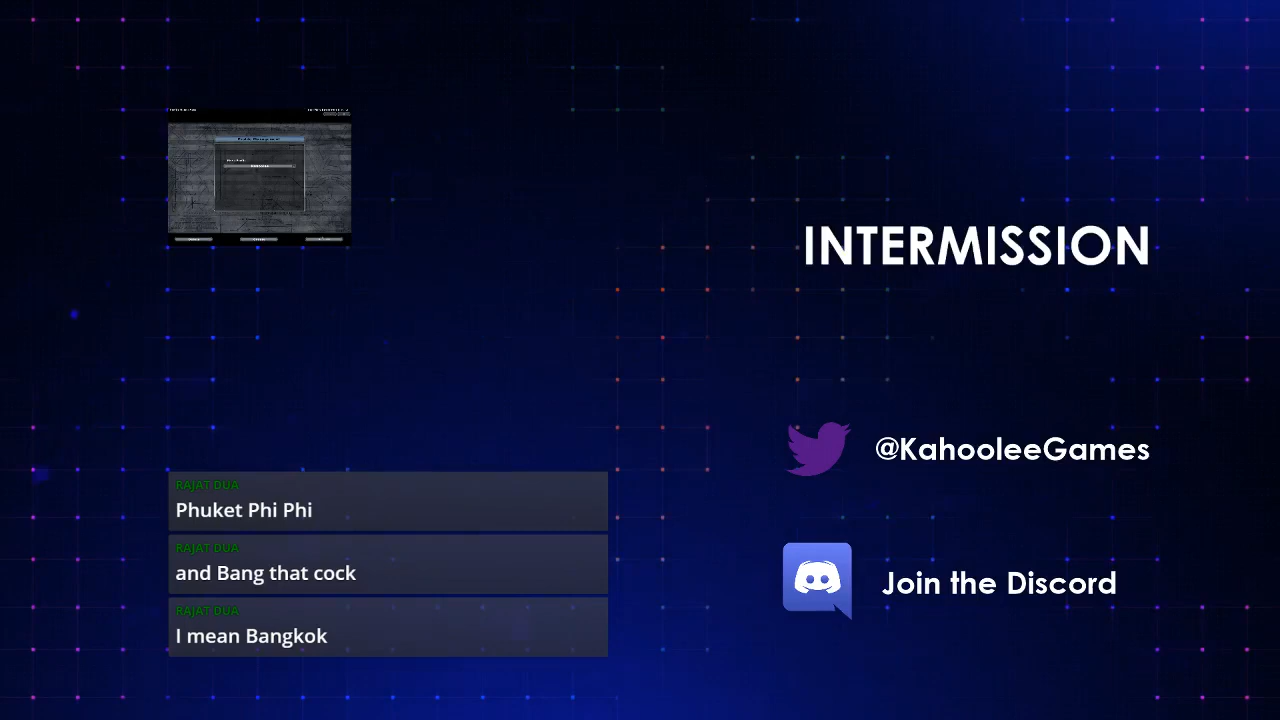 INTERMISSION
@KahooleeGames
Join the Discord
RAJAT DUA
Phuket Phi Phi
RAJAT DUA
and Bang that cock
RAJAT DUA
I mean Bangkok